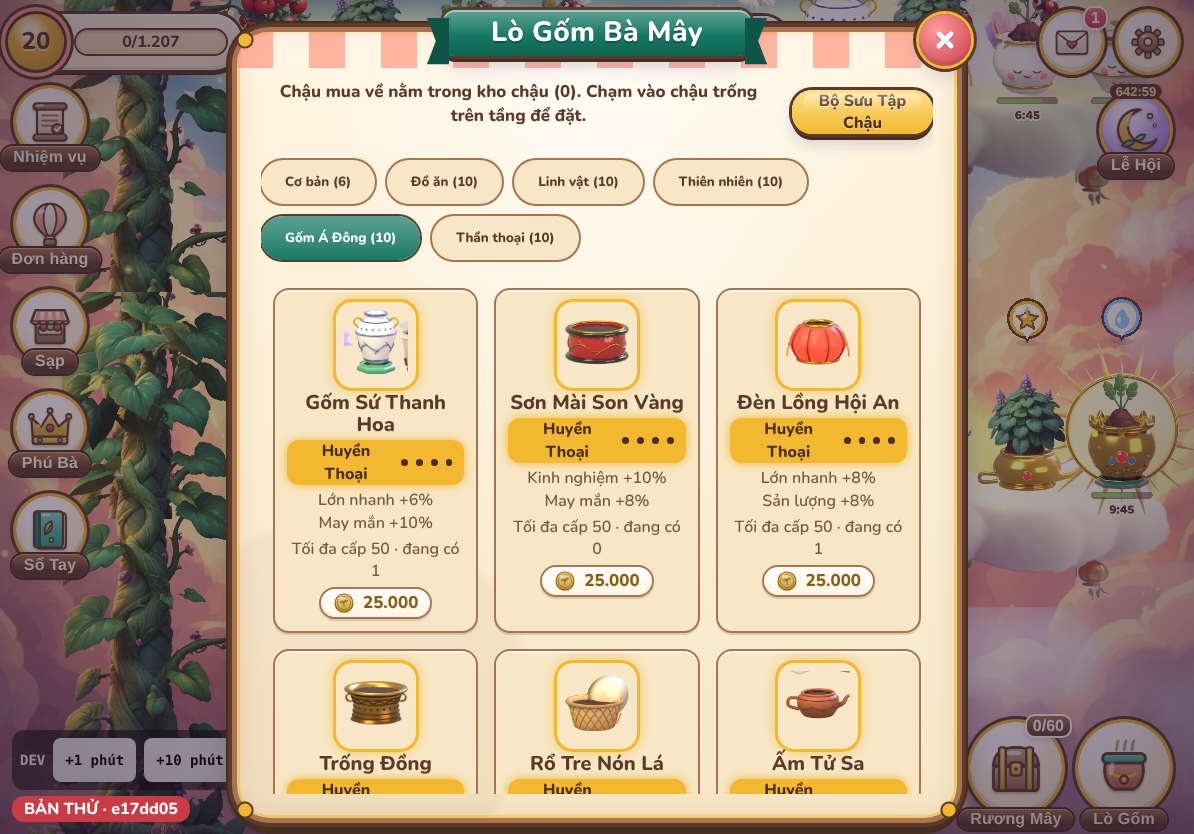 Lò Gốm Bà Mây
20
0/1.207
1
Chậu mua về nằm trong kho chậu (0). Chạm vào chậu trống
trên tầng để đặt.
Bộ Sưu Tập
Chậu
642:59
6:45
Nhiệm vụ
Lễ Hội
Cơ bản (6)
Đồ ăn (10)
Linh vật (10)
Thiên nhiên (10)
Gốm Á Đông (10)
Thần thoại (10)
Đơn hàng
Sạp
Phú Bà
Sổ Tay
Gốm Sứ Thanh
Hoa
Huyền
Thoại
Lớn nhanh +6%
May mắn +10%
Tối đa cấp 50 · đang có
1
25.000
Sơn Mài Son Vàng
Huyền
Thoại
Kinh nghiệm +10%
May mắn +8%
Tối đa cấp 50 · đang có
0
25.000
Đèn Lồng Hội An
Huyền
Thoại
Lớn nhanh +8%
Sản lượng +8%
Tối đa cấp 50 · đang có
1
25.000
9:45
Trống Đồng
Huyền
Rổ Tre Nón Lá
Huyền
Ấm Tử Sa
Huyền
DEV
+1 phút
+10 phút
BẢN THỬ · e17dd05
0/60
Rương Mây
Lò Gốm